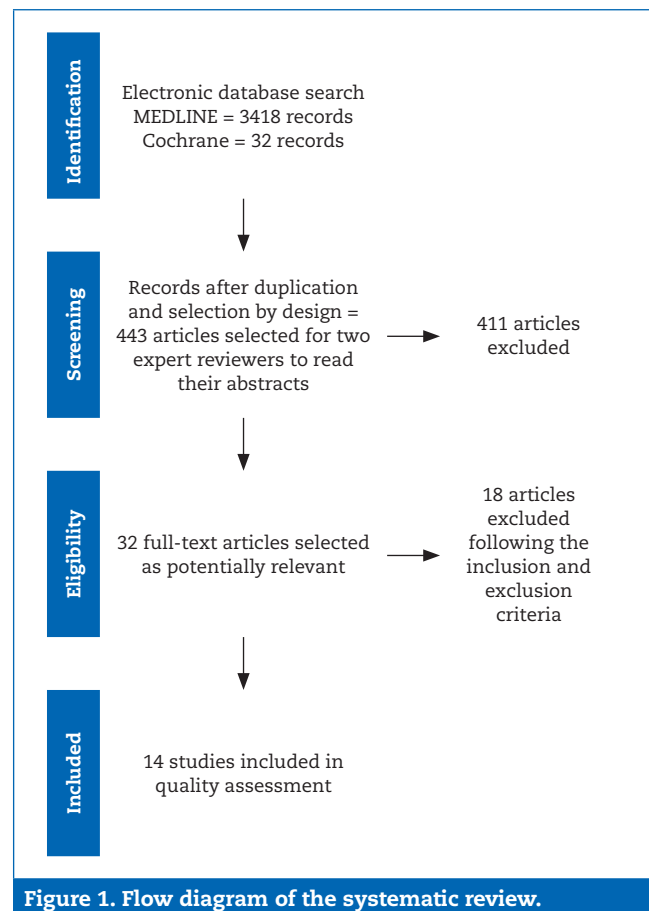 Identification
Electronic database search
MEDLINE = 3418 records
Cochrane = 32 records
Screening
Records after duplication
and selection by design =
443 articles selected for two
expert reviewers to read
their abstracts
411 articles
excluded
Eligibility
32 full-text articles selected
as potentially relevant
18 articles
excluded
following the
inclusion and
exclusion
criteria
Included
14 studies included in
quality assessment
Figure 1. Flow diagram of the systematic review.